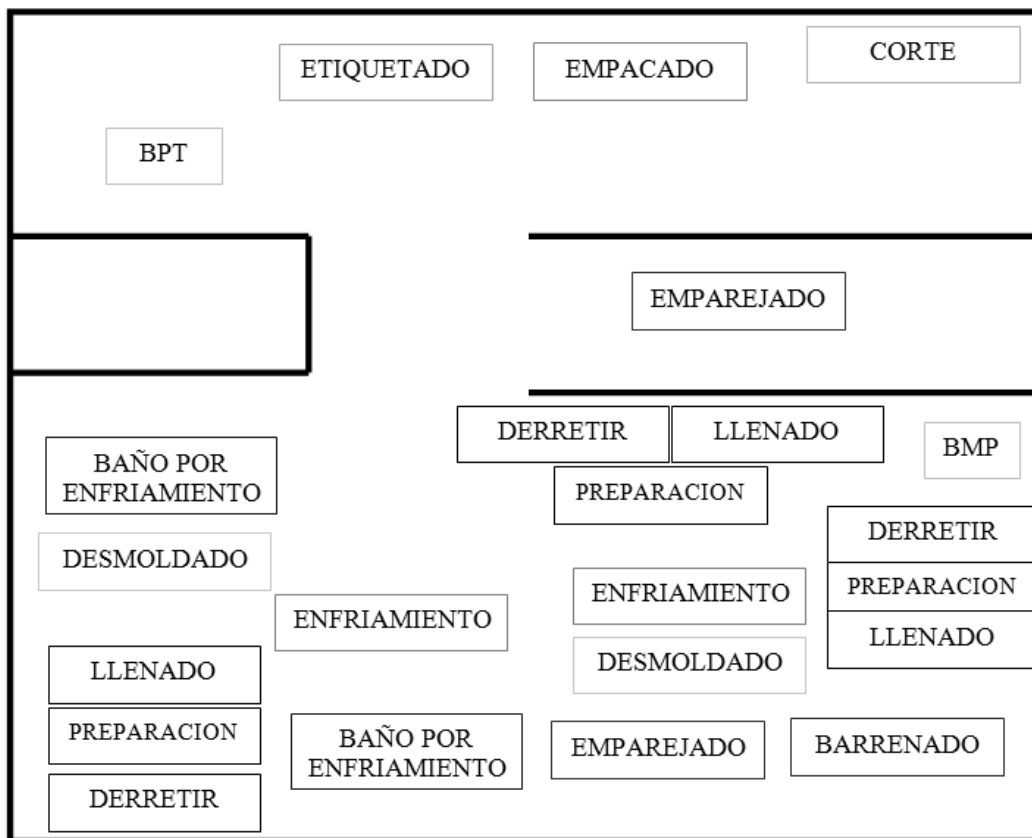 CORTE
ETIQUETADO
EMPACADO
BPT
EMPAREJADO
DERRETIR
LLENADO
BMP
BAÑO POR
ENFRIAMIENTO
PREPARACION
DERRETIR
DESMOLDADO
ENFRIAMIENTO
PREPARACION
ENFRIAMIENTO
LLENADO
LLENADO
DESMOLDADO
PREPARACION
BAÑO POR
ENFRIAMIENTO
EMPAREJADO
BARRENADO
DERRETIR